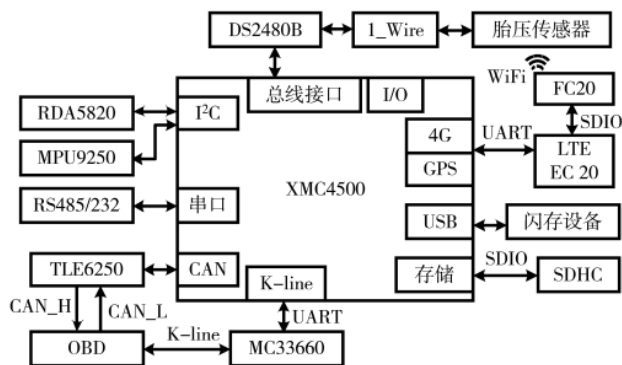 DS2480B
1_Wire
胎压传感器
WiFi
FC20
总线接口
I/O
RDA5820
I²C
SDIO
4G
UART
LTE
EC 20
MPU9250
GPS
XMC4500
RS485/232
串口
USB
闪存设备
TLE6250
CAN
K-line
存储
SDIO
SDHC
CAN_H
CAN_L
UART
K-line
OBD
MC33660